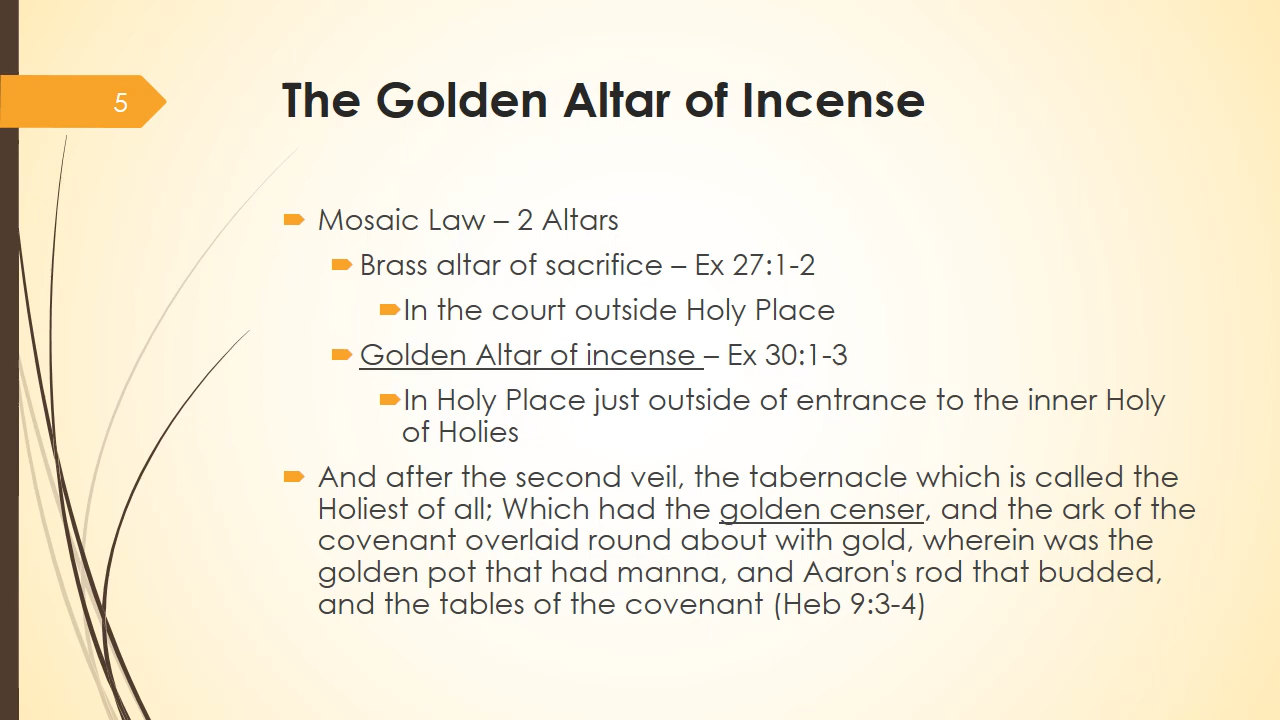 5
The Golden Altar of Incense
Mosaic Law – 2 Altars
Brass altar of sacrifice – Ex 27:1-2
In the court outside Holy Place
Golden Altar of incense – Ex 30:1-3
In Holy Place just outside of entrance to the inner Holy
of Holies
And after the second veil, the tabernacle which is called the
Holiest of all; Which had the golden censer, and the ark of the
covenant overlaid round about with gold, wherein was the
golden pot that had manna, and Aaron's rod that budded,
and the tables of the covenant (Heb 9:3-4)